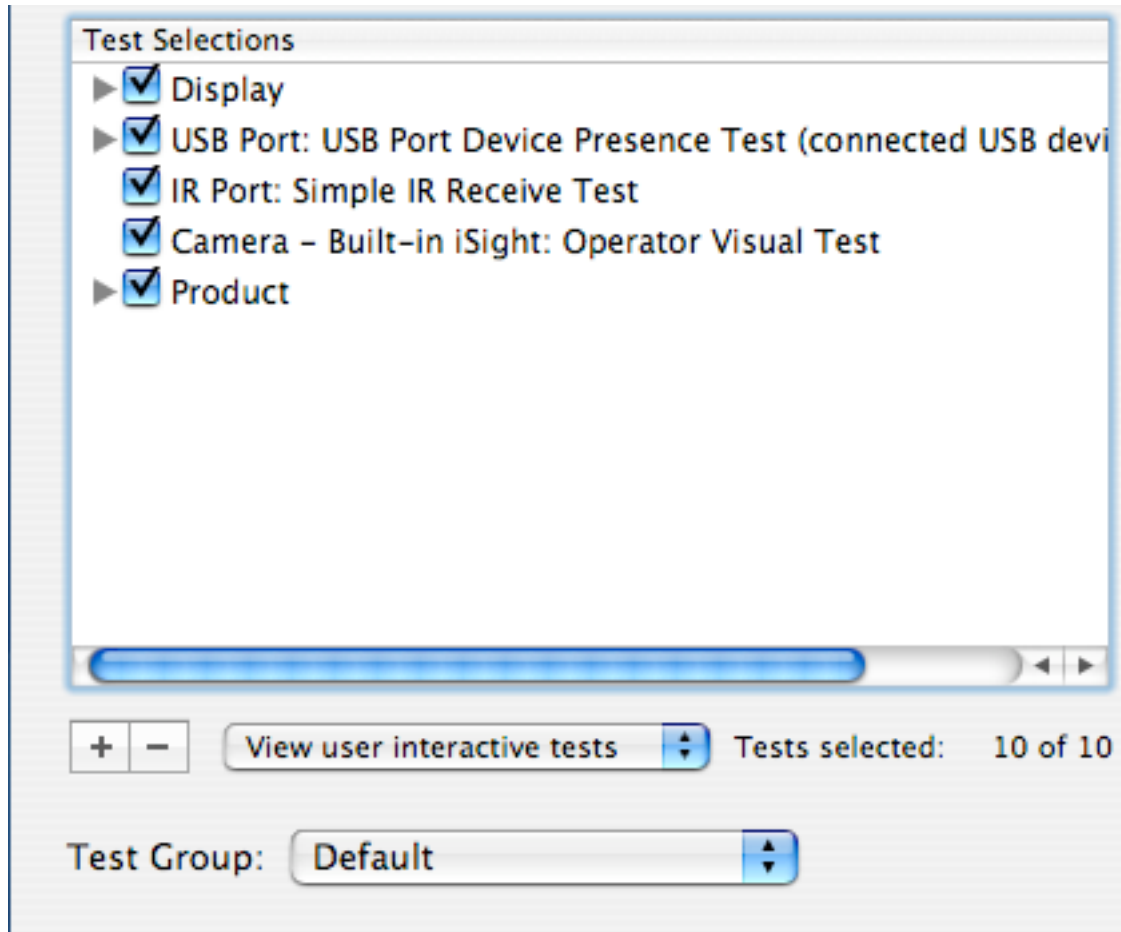 Test Selections
Display
USB Port: USB Port Device Presence Test (connected USB devi
IR Port: Simple IR Receive Test
Camera – Built-in iSight: Operator Visual Test
Product
+ − View user interactive tests Tests selected: 10 of 10
Test Group: Default